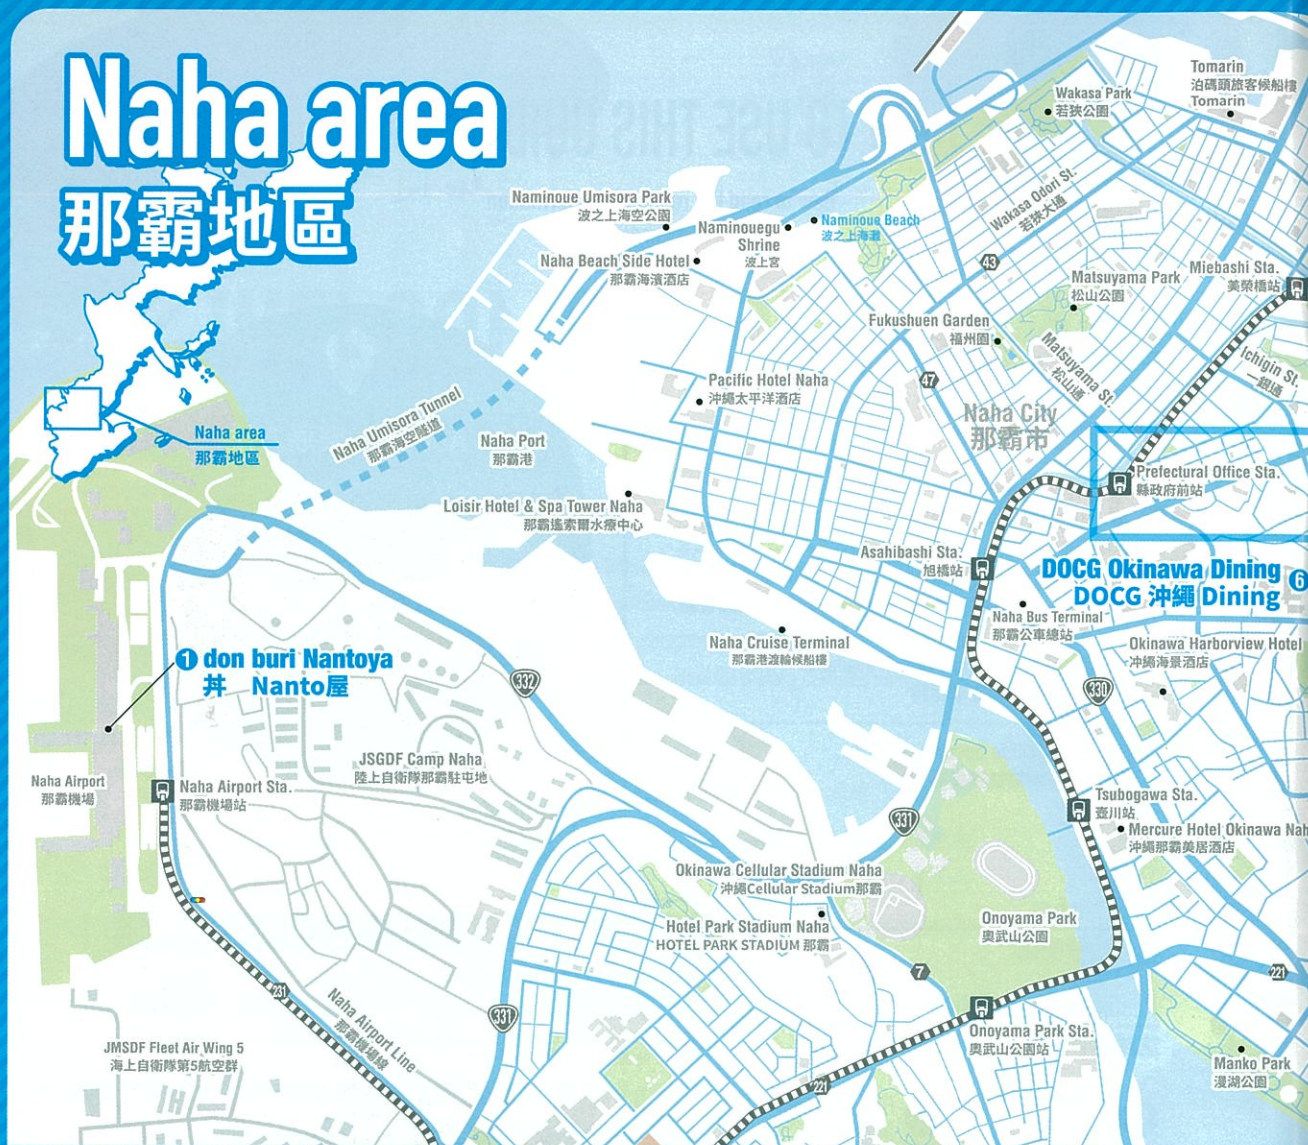 Naha area
那霸地區
Naha area
那霸地區
Tomarin
泊碼頭旅客候船樓
Tomarin
Wakasa Park
若狹公園
Naminoue Umisora Park
波之上海空公園
Wakasa Odori St.
若狹大通
Naminouegu
Shrine
波上宮
Naminoue Beach
波之上海灘
Naha Beach Side Hotel
那霸海濱酒店
43
Matsuyama Park
松山公園
Miebashi Sta.
美榮橋站
Fukushuen Garden
福州園
Matsuyama St.
松山通
Ichigin St.
一銀通
47
Pacific Hotel Naha
沖繩太平洋酒店
Naha City
那霸市
Naha Umisora Tunnel
那霸海空隧道
Naha Port
那霸港
Prefectural Office Sta.
縣政府前站
Loisir Hotel & Spa Tower Naha
那霸逸索爾水療中心
Asahibashi Sta.
旭橋站
DOCG Okinawa Dining 6
DOCG 沖繩 Dining
Naha Bus Terminal
那霸公車總站
Naha Cruise Terminal
那霸港渡輪候船樓
Okinawa Harborview Hotel
沖繩海景酒店
1 don buri Nantoya
丼 Nanto屋
332
330
JSGDF Camp Naha
陸上自衛隊那霸駐屯地
Naha Airport
那霸機場
Naha Airport Sta.
那霸機場站
Tsubogawa Sta.
壺川站
331
Mercure Hotel Okinawa Nah
沖繩那霸美居酒店
Okinawa Cellular Stadium Naha
沖繩Cellular Stadium那霸
Hotel Park Stadium Naha
HOTEL PARK STADIUM 那霸
Onoyama Park
奧武山公園
7
221
231
Naha Airport Line
那霸機場線
331
Onoyama Park Sta.
奧武山公園站
JMSDF Fleet Air Wing 5
海上自衛隊第5航空群
Manko Park
漫湖公園
221